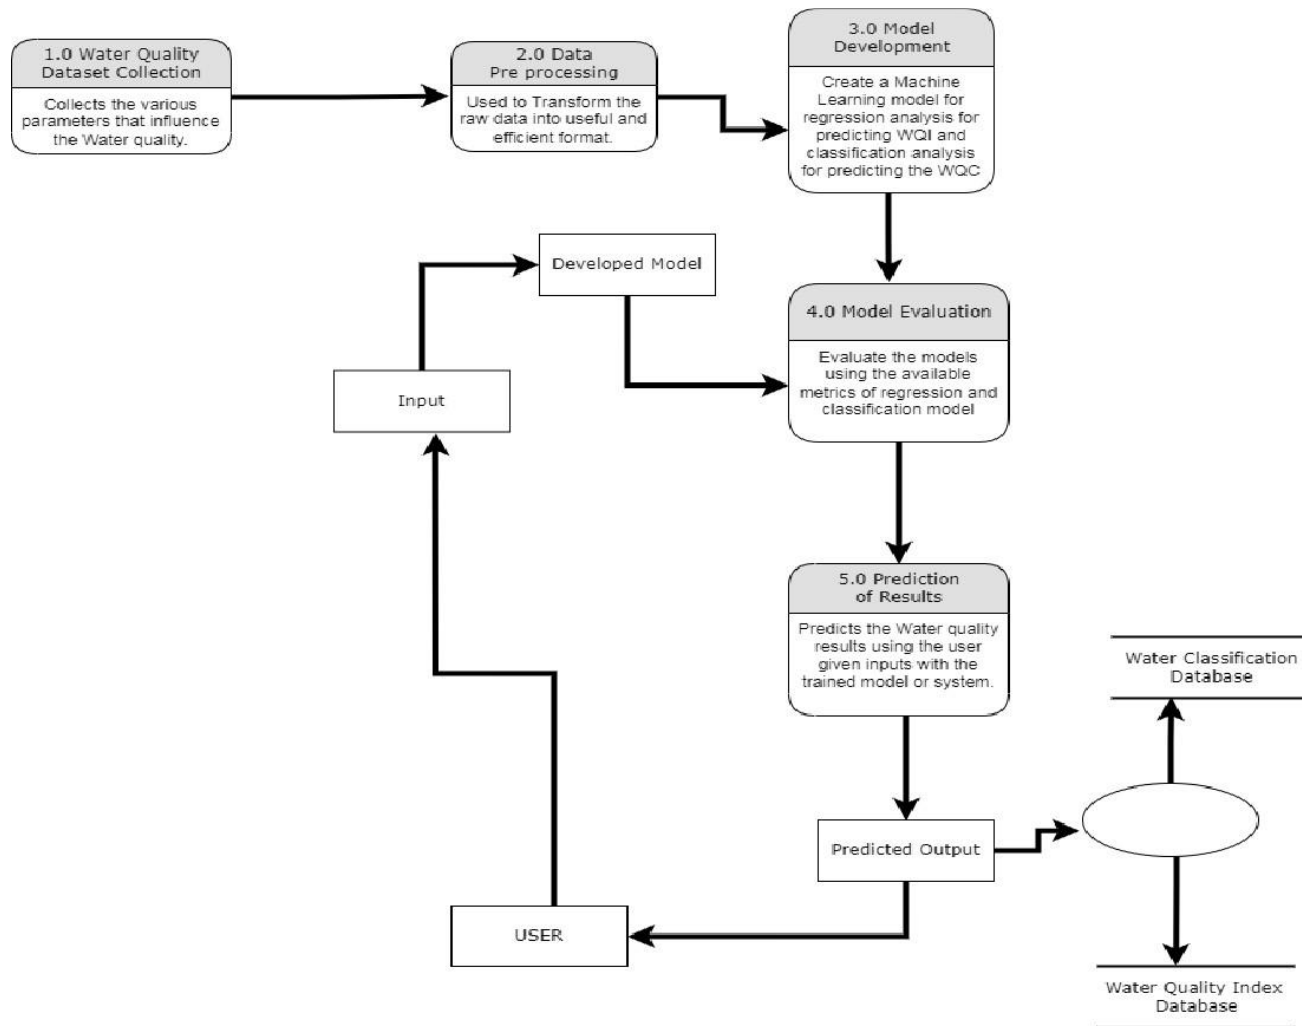 1.0 Water Quality
Dataset Collection
Collects the various
parameters that influence
the Water quality.
2.0 Data
Pre processing
Used to Transform the
raw data into useful and
efficient format.
3.0 Model
Development
Create a Machine
Learning model for
regression analysis for
predicting WQI and
classification analysis
for predicting the WQC
Developed Model
4.0 Model Evaluation
Evaluate the models
using the available
metrics of regression and
classification model
Input
5.0 Prediction
of Results
Predicts the Water quality
results using the user
given inputs with the
trained model or system.
Water Classification
Database
Predicted Output
USER
Water Quality Index
Database